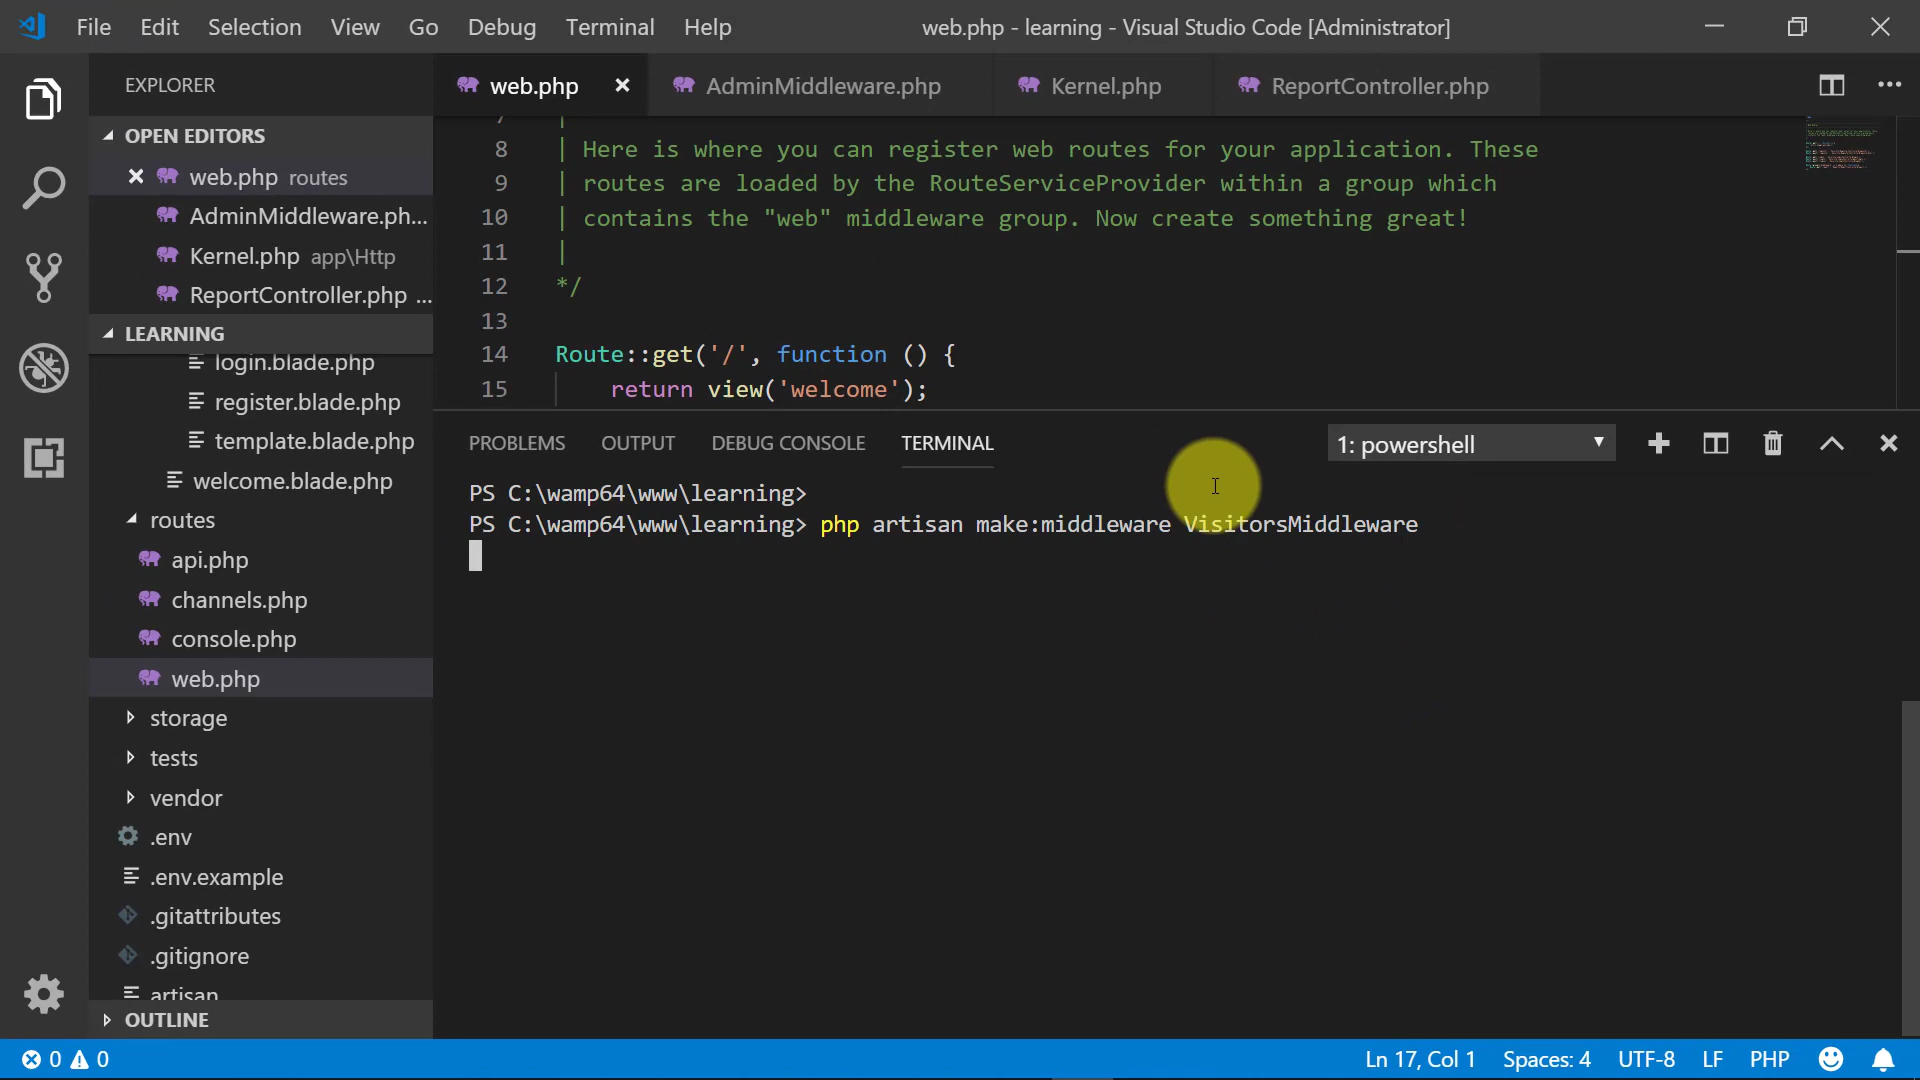 File Edit Selection View Go Debug Terminal Help web.php - learning - Visual Studio Code [Administrator]
EXPLORER
web.php AdminMiddleware.php Kernel.php ReportController.php
OPEN EDITORS
web.php routes
AdminMiddleware.ph...
Kernel.php app\Http
ReportController.php ...
LEARNING
login.blade.php
register.blade.php
template.blade.php
welcome.blade.php
routes
api.php
channels.php
console.php
web.php
storage
tests
vendor
.env
.env.example
.gitattributes
.gitignore
artisan
OUTLINE
7 |
8 | Here is where you can register web routes for your application. These
9 | routes are loaded by the RouteServiceProvider within a group which
10 | contains the "web" middleware group. Now create something great!
11 |
12 */
13
14 Route::get('/', function () {
15 return view('welcome');
PROBLEMS OUTPUT DEBUG CONSOLE TERMINAL 1: powershell
PS C:\wamp64\www\learning>
PS C:\wamp64\www\learning> php artisan make:middleware VisitorsMiddleware
0 0 Ln 17, Col 1 Spaces: 4 UTF-8 LF PHP